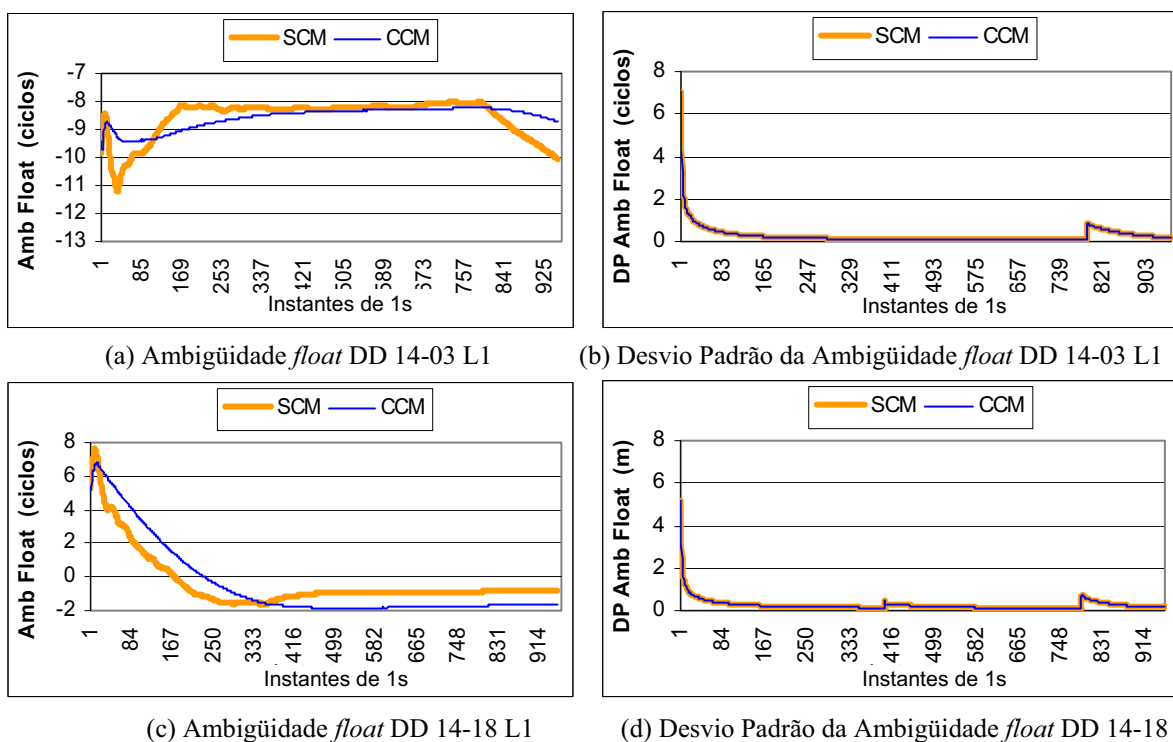 SCM CCM
Amb Float (ciclos)
-7
-8
-9
-10
-11
-12
-13
1 85 169 253 337 421 505 589 673 757 841 925
Instantes de 1s
SCM CCM
DP Amb Float (ciclos)
8
6
4
2
0
1 83 165 247 329 411 493 575 657 739 821 903
Instantes de 1s
(a) Ambigüidade float DD 14-03 L1
(b) Desvio Padrão da Ambigüidade float DD 14-03 L1
SCM CCM
Amb Float (ciclos)
8
6
4
2
0
-2
1 84 167 250 333 416 499 582 665 748 831 914
Instantes de 1s
SCM CCM
DP Amb Float (m)
8
6
4
2
0
1 84 167 250 333 416 499 582 665 748 831 914
Instantes de 1s
(c) Ambigüidade float DD 14-18 L1
(d) Desvio Padrão da Ambigüidade float DD 14-18